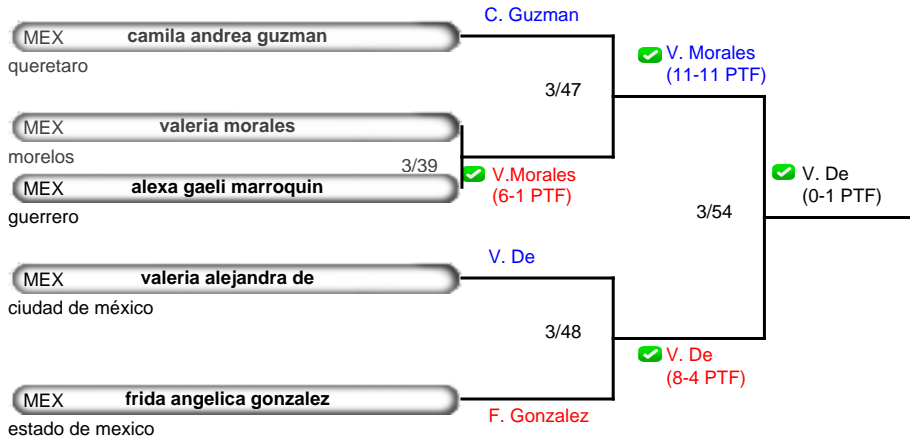 C. Guzman
MEX camila andrea guzman
queretaro
V. Morales
(11-11 PTF)
3/47
MEX valeria morales
morelos
3/39
V.Morales
(6-1 PTF)
MEX alexa gaeli marroquin
guerrero
V. De
(0-1 PTF)
3/54
V. De
MEX valeria alejandra de
ciudad de méxico
3/48
V. De
(8-4 PTF)
MEX frida angelica gonzalez
F. Gonzalez
estado de mexico